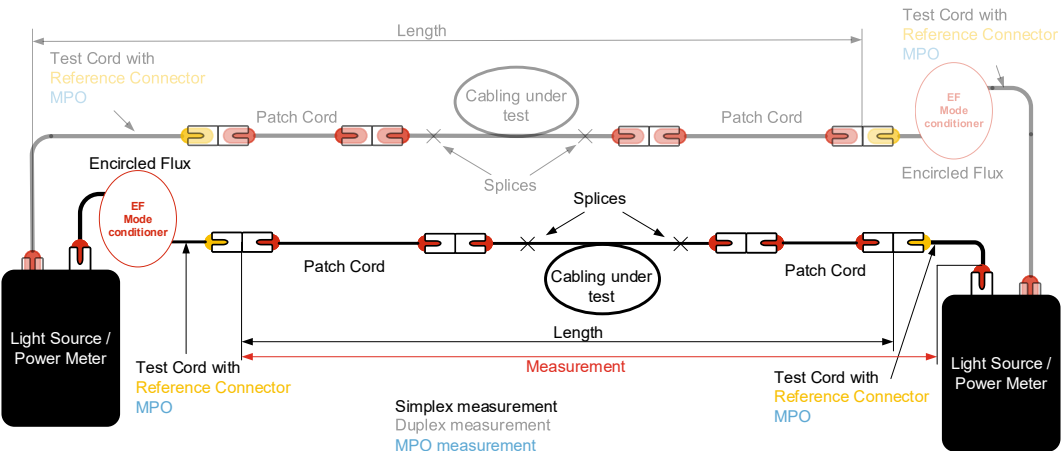 Length
Test Cord with
Reference Connector
MPO
Test Cord with
Reference Connector
MPO
Cabling under
test
Patch Cord
Patch Cord
EF
Mode
conditioner
Splices
Encircled Flux
Encircled Flux
EF
Mode
conditioner
Splices
Patch Cord
Cabling under
test
Patch Cord
Light Source /
Power Meter
Length
Measurement
Light Source /
Power Meter
Test Cord with
Reference Connector
MPO
Test Cord with
Reference Connector
MPO
Simplex measurement
Duplex measurement
MPO measurement